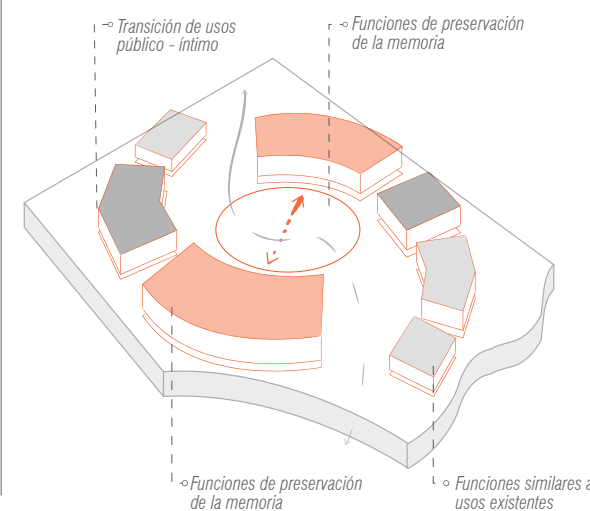 Transición de usos
público - íntimo
Funciones de preservación
de la memoria
Funciones de preservación
de la memoria
Funciones similares a
usos existentes